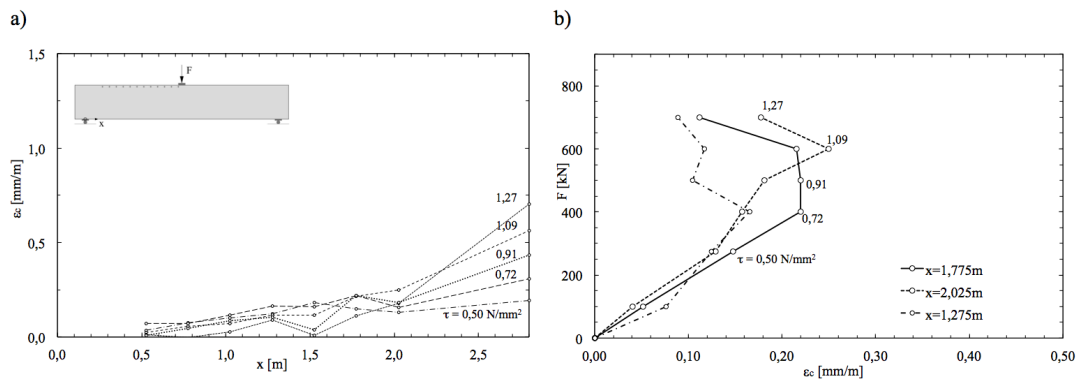 a)
1,5
1,0
0,5
0,0
εc [mm/m]
F
x
1,27
1,09
0,91
0,72
τ = 0,50 N/mm²
0,0 0,5 1,0 1,5 2,0 2,5
x [m]
b)
800
600
400
200
0
F [kN]
1,27
1,09
0,91
0,72
τ = 0,50 N/mm²
x=1,775m
x=2,025m
x=1,275m
0,00 0,10 0,20 0,30 0,40 0,50
εc [mm/m]